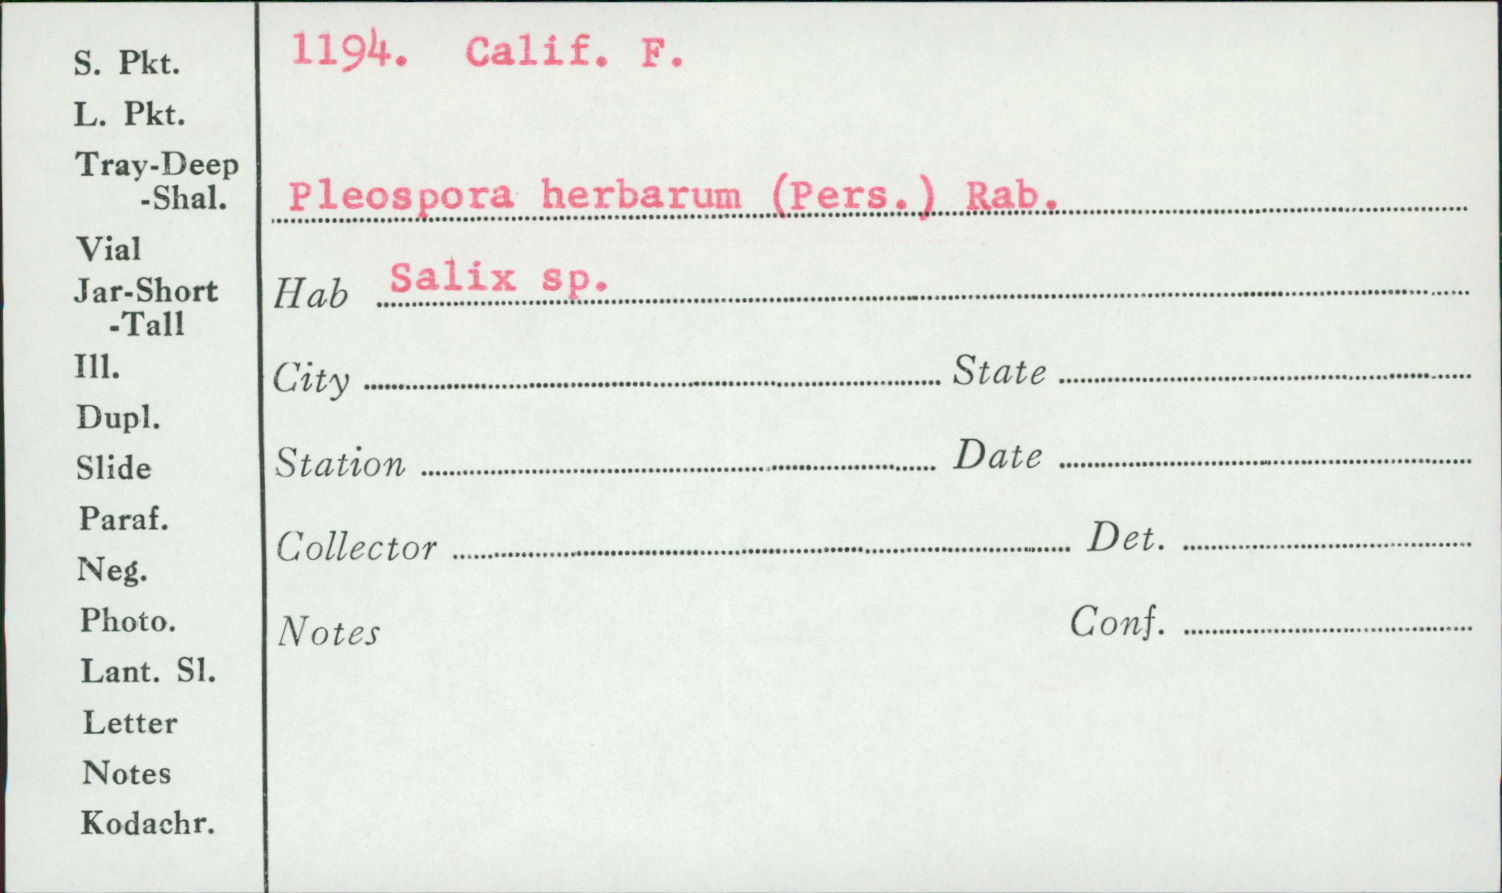 1194. Calif. F.
Pleospora herbarum (Pers.) Rab.
Hab Salix sp.
City State
Station Date
Collector Det.
Notes Conf.
S. Pkt.
L. Pkt.
Tray-Deep
-Shal.
Vial
Jar-Short
-Tall
Ill.
Dupl.
Slide
Paraf.
Neg.
Photo.
Lant. Sl.
Letter
Notes
Kodachr.